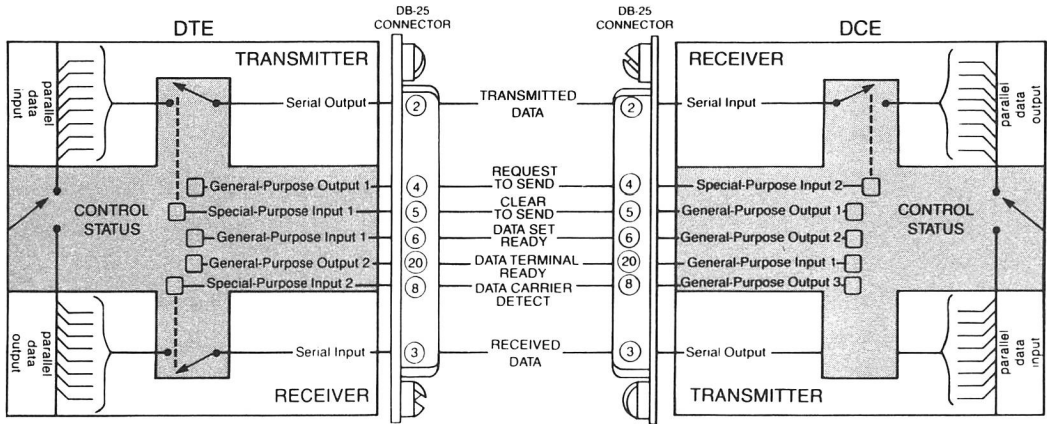 DB-25
CONNECTOR
DB-25
CONNECTOR
DTE
DCE
TRANSMITTER
RECEIVER
parallel
data
input
Serial Output
2
TRANSMITTED
DATA
2
Serial Input
parallel
data
output
General-Purpose Output 1
4
REQUEST
TO SEND
4
Special-Purpose Input 2
CONTROL
STATUS
Special-Purpose Input 1
5
CLEAR
TO SEND
5
General-Purpose Output 1
CONTROL
STATUS
General-Purpose Input 1
6
DATA SET
READY
6
General-Purpose Output 2
General-Purpose Output 2
20
DATA TERMINAL
READY
20
General-Purpose Input 1
Special-Purpose Input 2
8
DATA CARRIER
DETECT
8
General-Purpose Output 3
parallel
data
output
Serial Input
3
RECEIVED
DATA
3
Serial Output
parallel
data
input
RECEIVER
TRANSMITTER